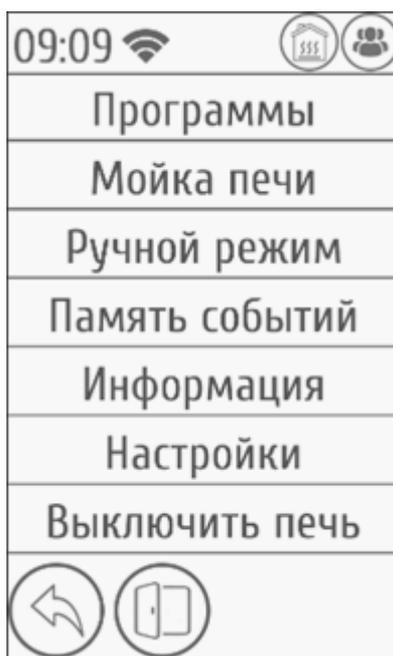 09:09
Программы
Мойка печи
Ручной режим
Память событий
Информация
Настройки
Выключить печь